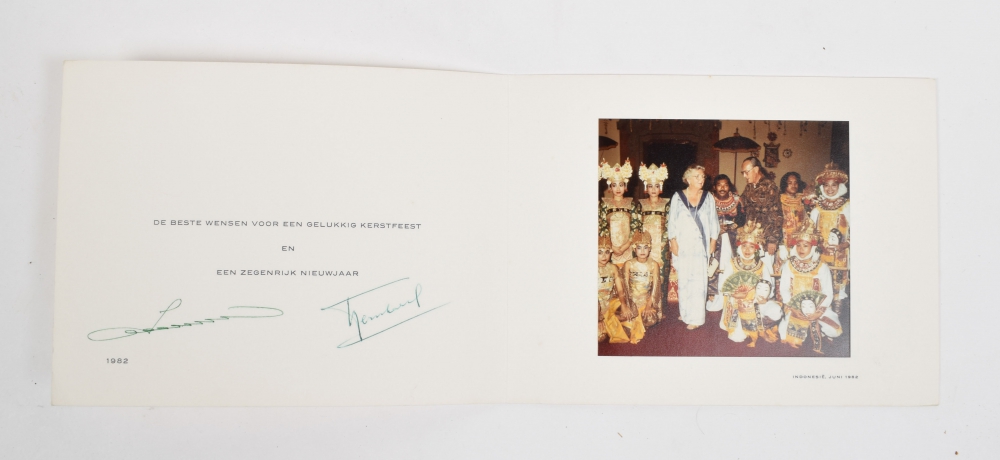 DE BESTE WENSEN VOOR EEN GELUKKIG KERSTFEEST
EN
EEN ZEGENRIJK NIEUWJAAR
1982
INDONESIË, JUNI 1982